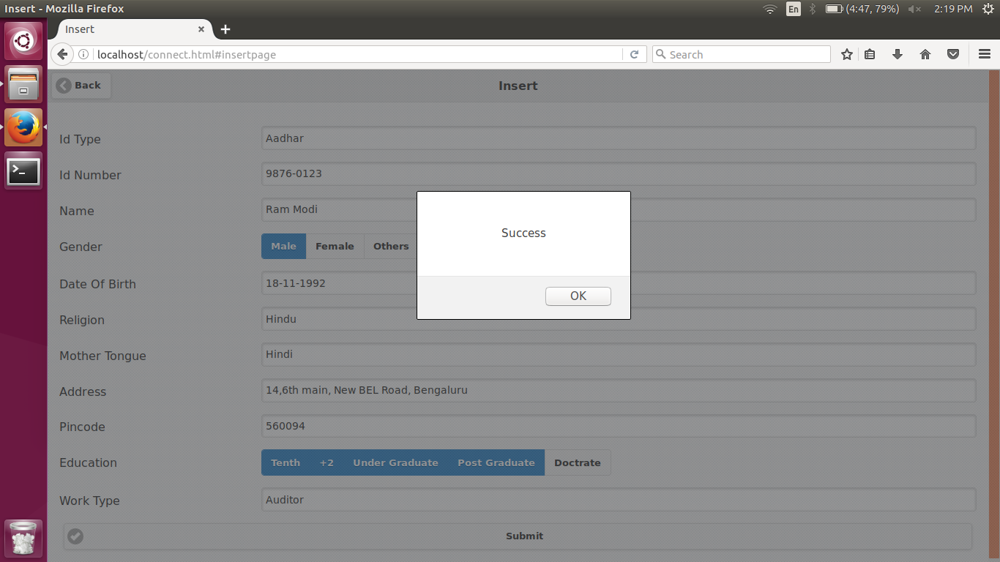 Insert - Mozilla Firefox
En
(4:47, 79%)
2:19 PM
Insert
localhost/connect.html#insertpage
Search
Back
Insert
Id Type
Aadhar
Id Number
9876-0123
Name
Ram Modi
Gender
Male Female Others
Date Of Birth
18-11-1992
Religion
Hindu
Mother Tongue
Hindi
Address
14,6th main, New BEL Road, Bengaluru
Pincode
560094
Education
Tenth +2 Under Graduate Post Graduate Doctrate
Work Type
Auditor
Submit
Success
OK